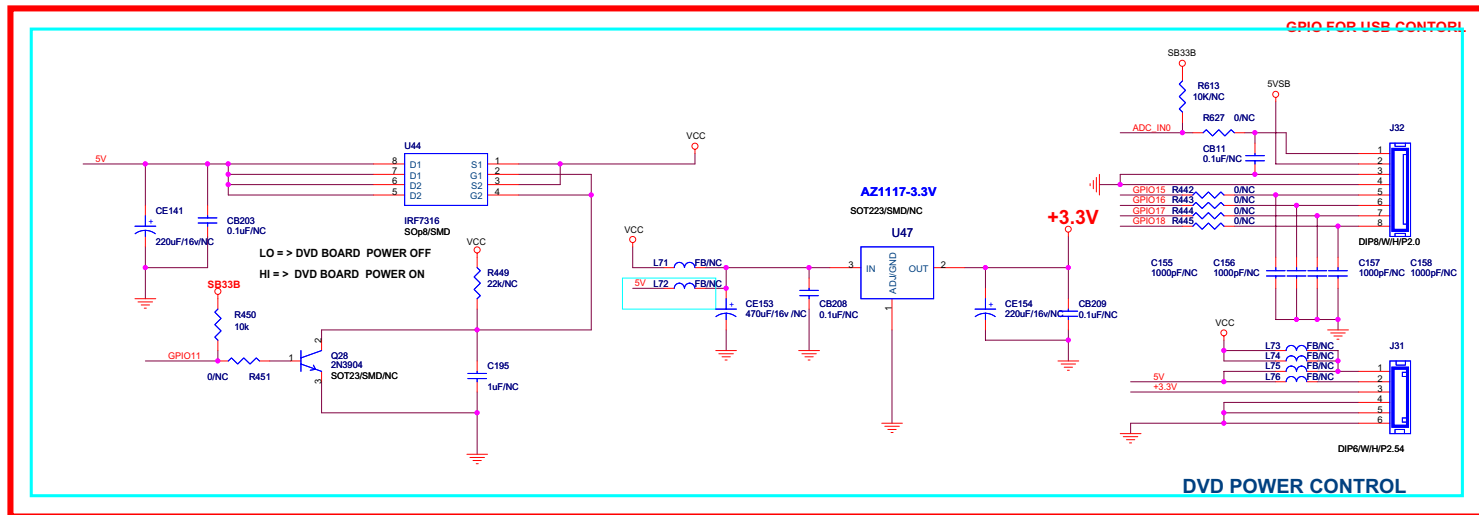 GPIO FOR USB CONTORL
SB33B
R613
10K/NC
5VSB
R627 0/NC
ADC_IN0
J32
CB11
0.1uF/NC
1
2
3
4
5
6
7
8
GPIO15 R442 0/NC
GPIO16 R443 0/NC
GPIO17 R444 0/NC
GPIO18 R445 0/NC
DIP8/W/H/P2.0
C155
1000pF/NC
C156
1000pF/NC
C157
1000pF/NC
C158
1000pF/NC
5V
U44
8 D1 S1 1
7 D1 G1 2
6 D2 S2 3
5 D2 G2 4
IRF7316
SOp8/SMD
VCC
CE141
+
220uF/16v/NC
CB203
0.1uF/NC
LO = > DVD BOARD POWER OFF
HI = > DVD BOARD POWER ON
VCC
R449
22k/NC
SB33B
R450
10k
GPIO11
0/NC R451
1
2
3
Q28
2N3904
SOT23/SMD/NC
C195
1uF/NC
AZ1117-3.3V
SOT223/SMD/NC
U47
3 IN OUT 2
ADJ/GND
1
+3.3V
VCC
L71 FB/NC
5V L72 FB/NC
+
CE153
470uF/16v /NC
CB208
0.1uF/NC
+
CE154
220uF/16v/NC
CB209
0.1uF/NC
VCC
J31
L73 FB/NC
L74 FB/NC
L75 FB/NC
L76 FB/NC
5V
+3.3V
1
2
3
4
5
6
DIP6/W/H/P2.54
DVD POWER CONTROL